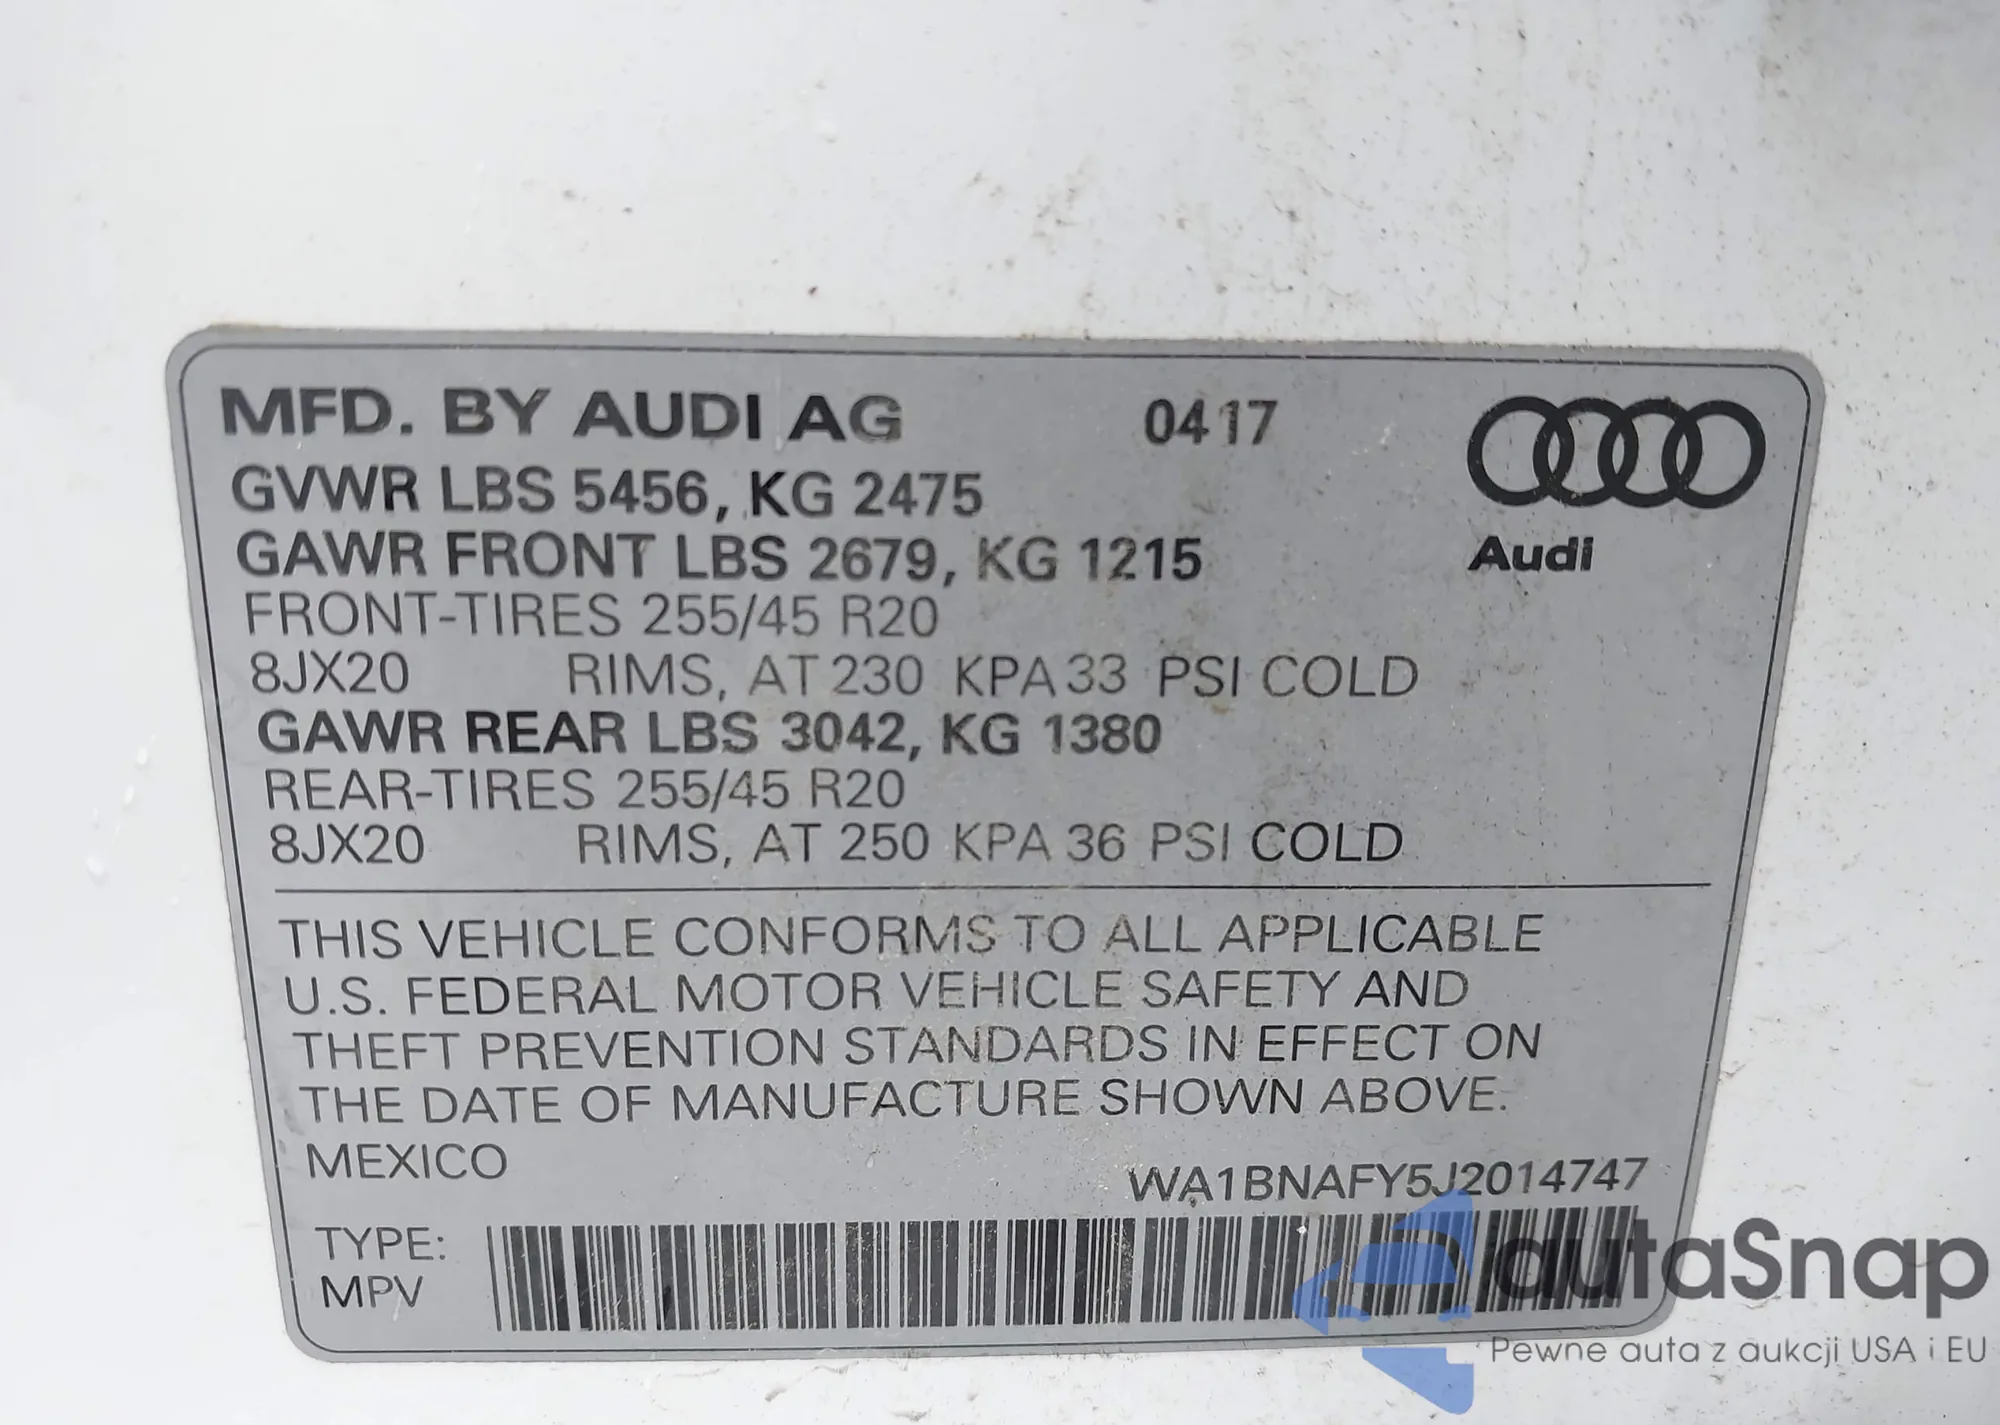 MFD. BY AUDI AG 0417
GVWR LBS 5456, KG 2475
GAWR FRONT LBS 2679, KG 1215
Audi
FRONT-TIRES 255/45 R20
8JX20 RIMS, AT 230 KPA 33 PSI COLD
GAWR REAR LBS 3042, KG 1380
REAR-TIRES 255/45 R20
8JX20 RIMS, AT 250 KPA 36 PSI COLD
THIS VEHICLE CONFORMS TO ALL APPLICABLE
U.S. FEDERAL MOTOR VEHICLE SAFETY AND
THEFT PREVENTION STANDARDS IN EFFECT ON
THE DATE OF MANUFACTURE SHOWN ABOVE.
MEXICO
WA1BNAFY5J2014747
TYPE:
MPV
autaSnap
Pewne auta z aukcji USA i EU